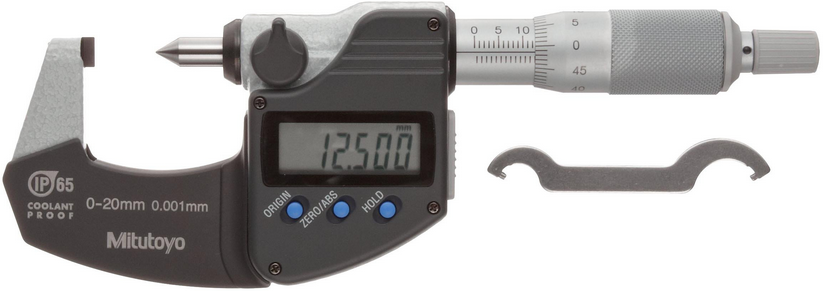 0 5 10
5
0
45
40
mm
12.500
ORIGIN
ZERO/ABS
HOLD
IP65
COOLANT
PROOF
0-20mm 0.001mm
Mitutoyo